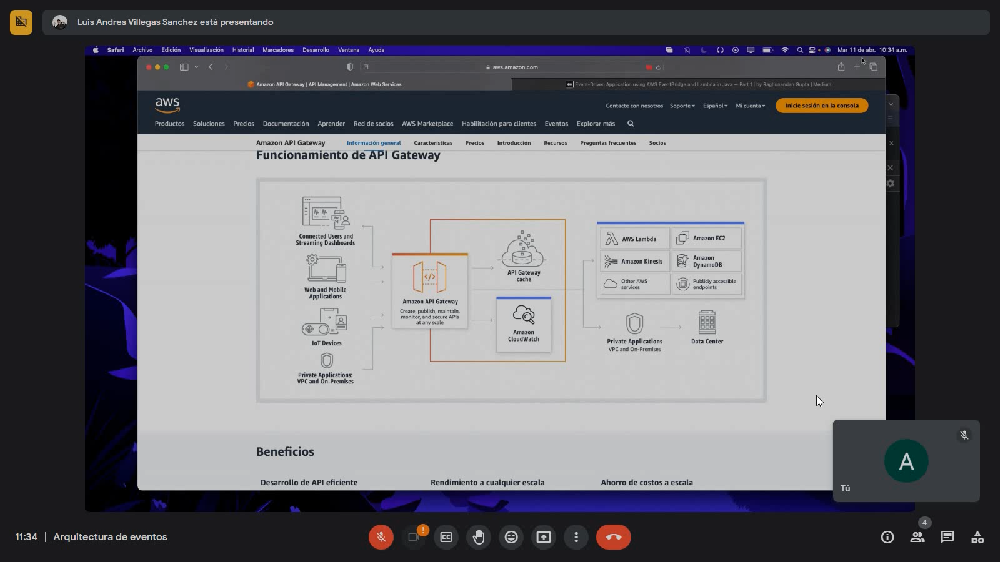 Luis Andres Villegas Sanchez está presentando
Safari Archivo Edición Visualización Historial Marcadores Desarrollo Ventana Ayuda
Mar 11 de abr. 10:34 a.m.
aws.amazon.com
Amazon API Gateway | API Management | Amazon Web Services
Event-Driven Application using AWS EventBridge and Lambda in Java — Part 1 | by Raghunandan Gupta | Medium
aws
Contacte con nosotros Soporte Español Mi cuenta Inicie sesión en la consola
Productos Soluciones Precios Documentación Aprender Red de socios AWS Marketplace Habilitación para clientes Eventos Explorar más
Amazon API Gateway Información general Características Precios Introducción Recursos Preguntas frecuentes Socios
Funcionamiento de API Gateway
Connected Users and
Streaming Dashboards
Web and Mobile
Applications
IoT Devices
Private Applications:
VPC and On-Premises
</>
Amazon API Gateway
Create, publish, maintain,
monitor, and secure APIs
at any scale
API Gateway
cache
Amazon
CloudWatch
AWS Lambda
Amazon EC2
Amazon Kinesis
Amazon
DynamoDB
Other AWS
services
Publicly accessible
endpoints
Private Applications
VPC and On-Premises
Data Center
Beneficios
Desarrollo de API eficiente
Rendimiento a cualquier escala
Ahorro de costos a escala
A
Tú
11:34 | Arquitectura de eventos
!
4